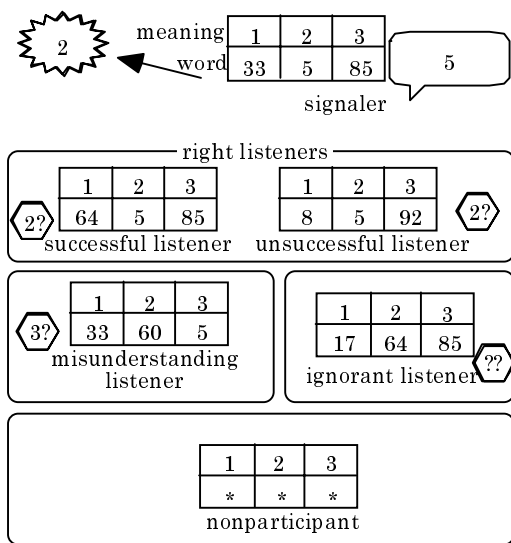 2
meaning 1 2 3
word 33 5 85
5
signaler
right listeners
1 2 3
64 5 85
2?
successful listener
1 2 3
8 5 92
2?
unsuccessful listener
1 2 3
33 60 5
3?
misunderstanding
listener
1 2 3
17 64 85
ignorant listener
??
1 2 3
* * *
nonparticipant